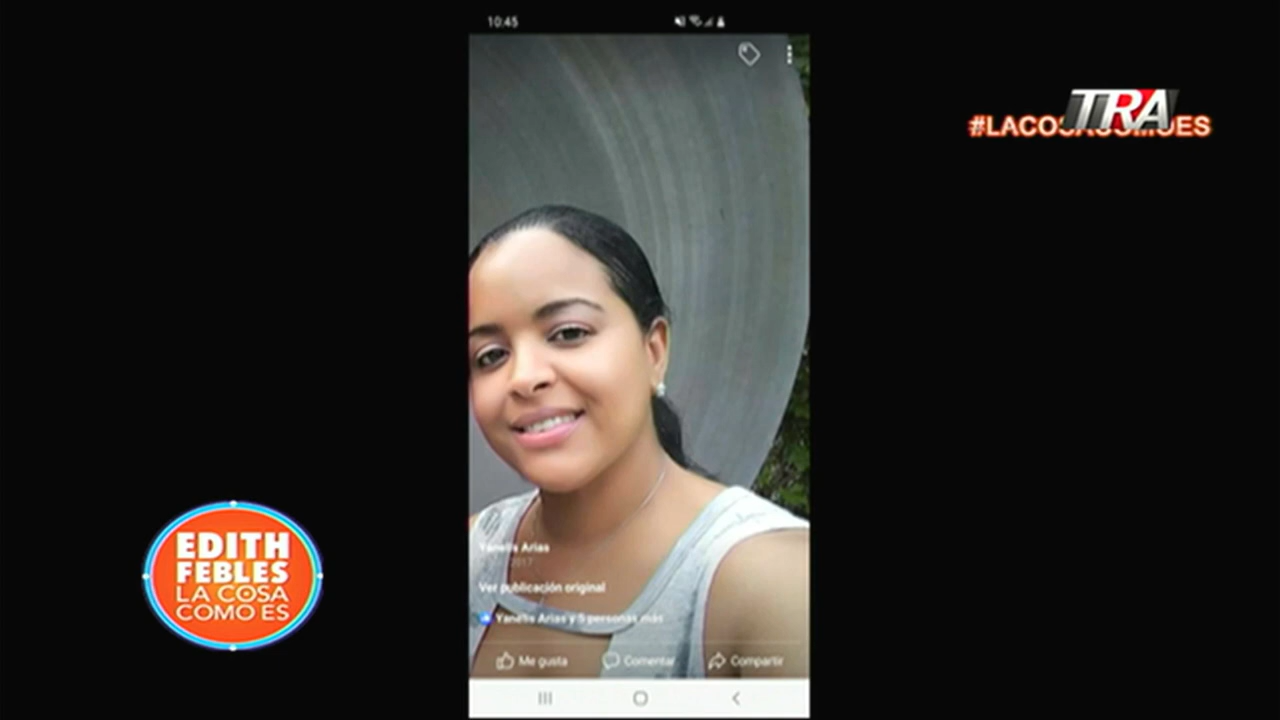 10:45
TRA
#LACOSACOMOES
Yanelis Arias
2017
Ver publicación original
Yanelis Arias y 5 personas más
Me gusta
Comentar
Compartir
EDITH
FEBLES
LA COSA
COMO ES